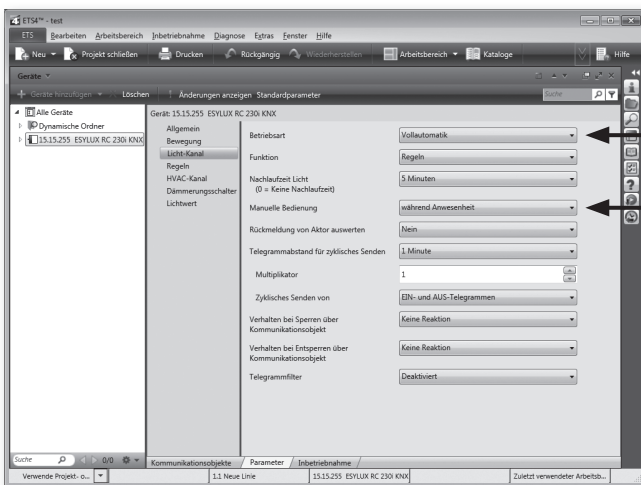 ETS4™ - test
ETS Bearbeiten Arbeitsbereich Inbetriebnahme Diagnose Extras Fenster Hilfe
Neu Projekt schließen Drucken Rückgängig Wiederherstellen Arbeitsbereich Kataloge Hilfe
Geräte
Geräte hinzufügen Löschen Änderungen anzeigen Standardparameter Suche
Alle Geräte
Dynamische Ordner
15.15.255 ESYLUX RC 230i KNX
Gerät: 15.15.255 ESYLUX RC 230i KNX
Allgemein
Bewegung
Licht-Kanal
Regeln
HVAC-Kanal
Dämmerungsschalter
Lichtwert
Betriebsart Vollautomatik
Funktion Regeln
Nachlaufzeit Licht 5 Minuten
(0 = Keine Nachlaufzeit)
Manuelle Bedienung während Anwesenheit
Rückmeldung von Aktor auswerten Nein
Telegrammabstand für zyklisches Senden 1 Minute
Multiplikator 1
Zyklisches Senden von EIN- und AUS-Telegrammen
Verhalten bei Sperren über Keine Reaktion
Kommunikationsobjekt
Verhalten bei Entsperren über Keine Reaktion
Kommunikationsobjekt
Telegrammfilter Deaktiviert
Suche 0/0
Kommunikationsobjekte Parameter Inbetriebnahme
Verwende Projekt- o... 1.1 Neue Linie 15.15.255 ESYLUX RC 230i KNX Zuletzt verwendeter Arbeitsb...